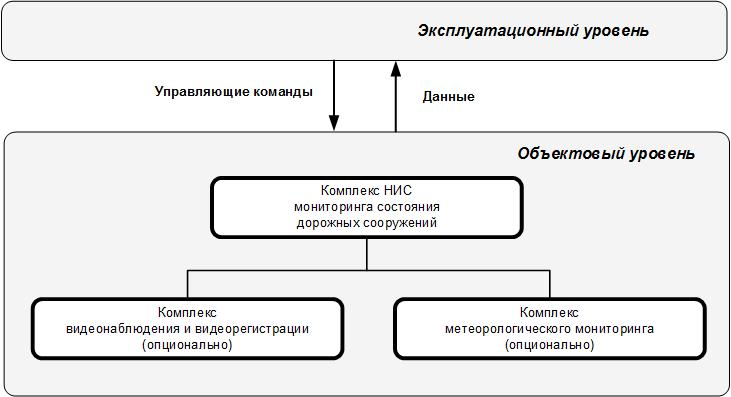 Эксплуатационный уровень
Управляющие команды
Данные
Объектовый уровень
Комплекс НИС
мониторинга состояния
дорожных сооружений
Комплекс
видеонаблюдения и видеорегистрации
(опционально)
Комплекс
метеорологического мониторинга
(опционально)